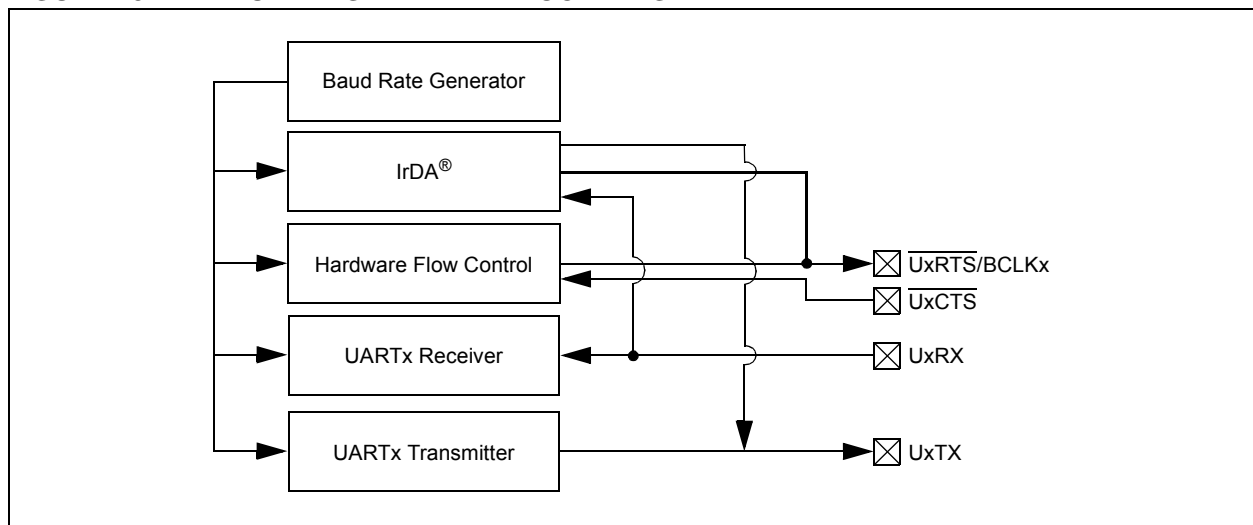 Baud Rate Generator
IrDA®
Hardware Flow Control
UxRTS/BCLKx
UxCTS
UARTx Receiver
UxRX
UARTx Transmitter
UxTX